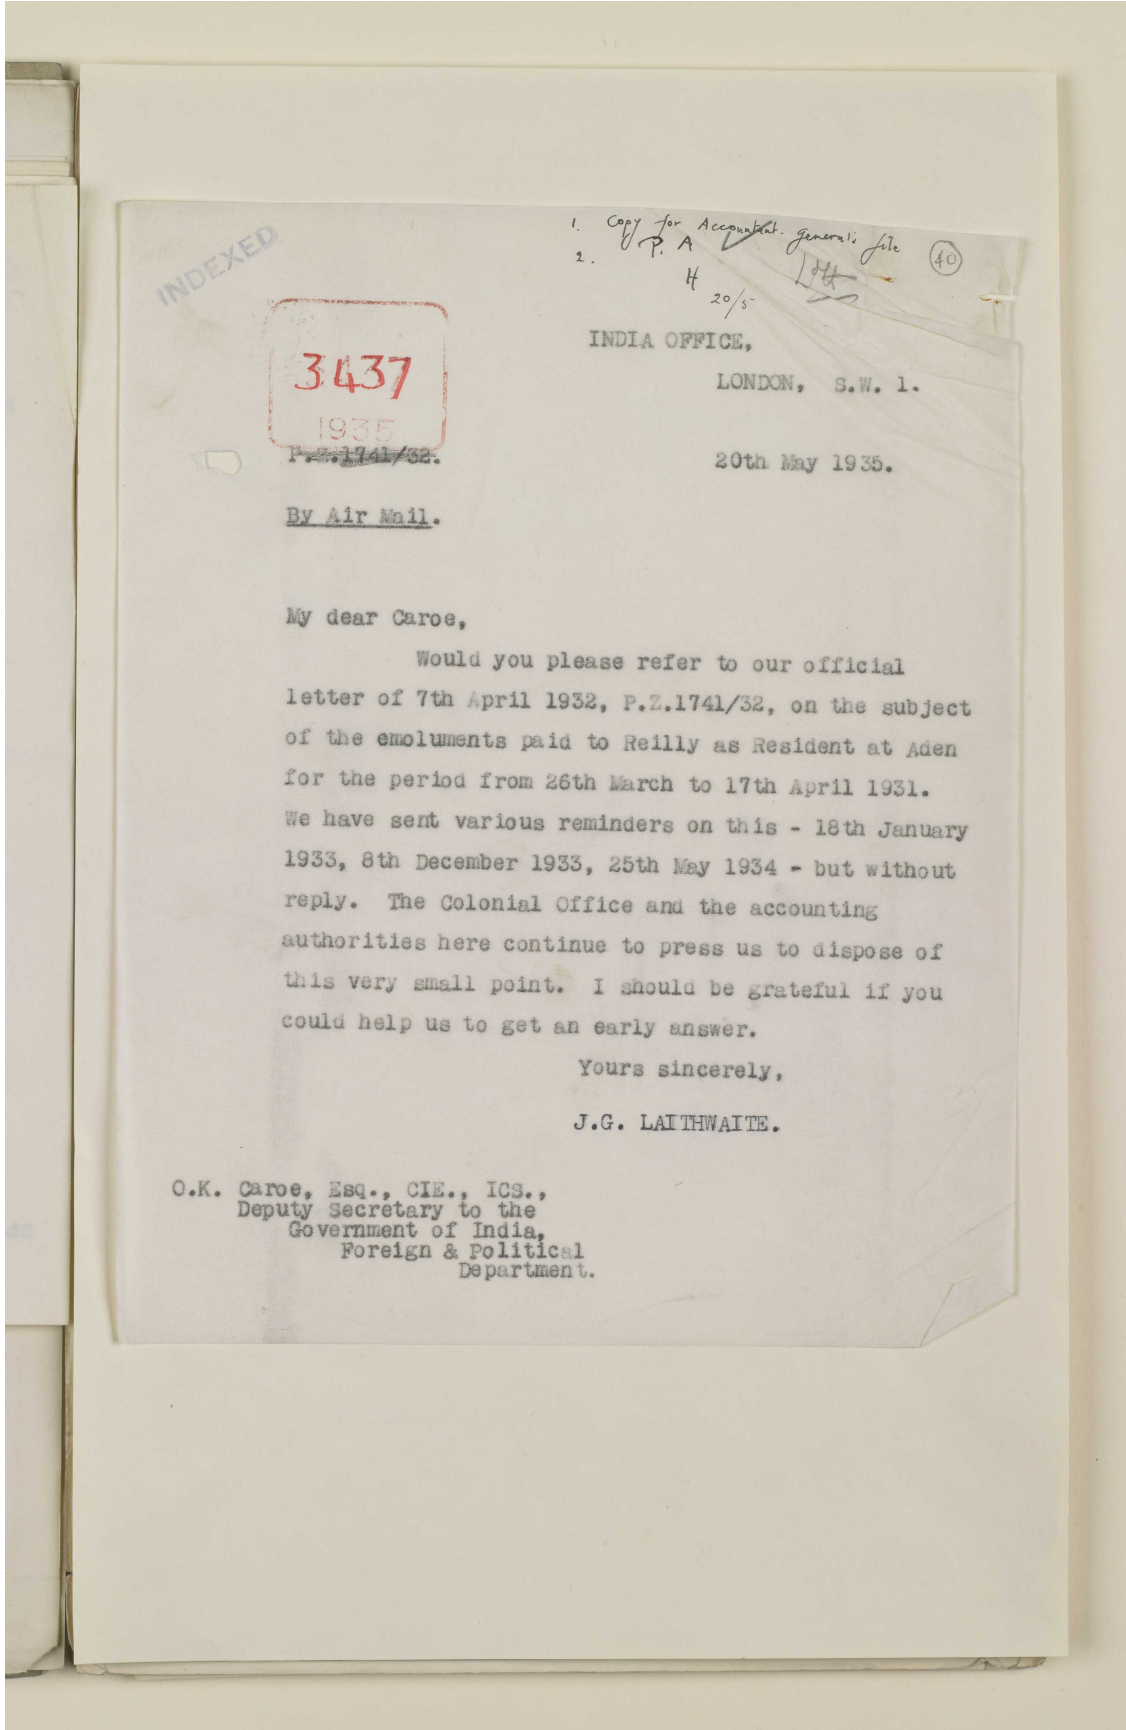 1. Copy for Accountant-General's file
2. P. A
40
H
20/5
INDEXED
3437
1935
INDIA OFFICE,
LONDON, S.W. 1.
P.Z.1741/32.
20th May 1935.
By Air Mail.
My dear Caroe,
Would you please refer to our official
letter of 7th April 1932, P.Z.1741/32, on the subject
of the emoluments paid to Reilly as Resident at Aden
for the period from 26th March to 17th April 1931.
We have sent various reminders on this - 18th January
1933, 8th December 1933, 25th May 1934 - but without
reply. The Colonial Office and the accounting
authorities here continue to press us to dispose of
this very small point. I should be grateful if you
could help us to get an early answer.
Yours sincerely,
J.G. LAITHWAITE.
O.K. Caroe, Esq., CIE., ICS.,
Deputy Secretary to the
Government of India,
Foreign & Political
Department.